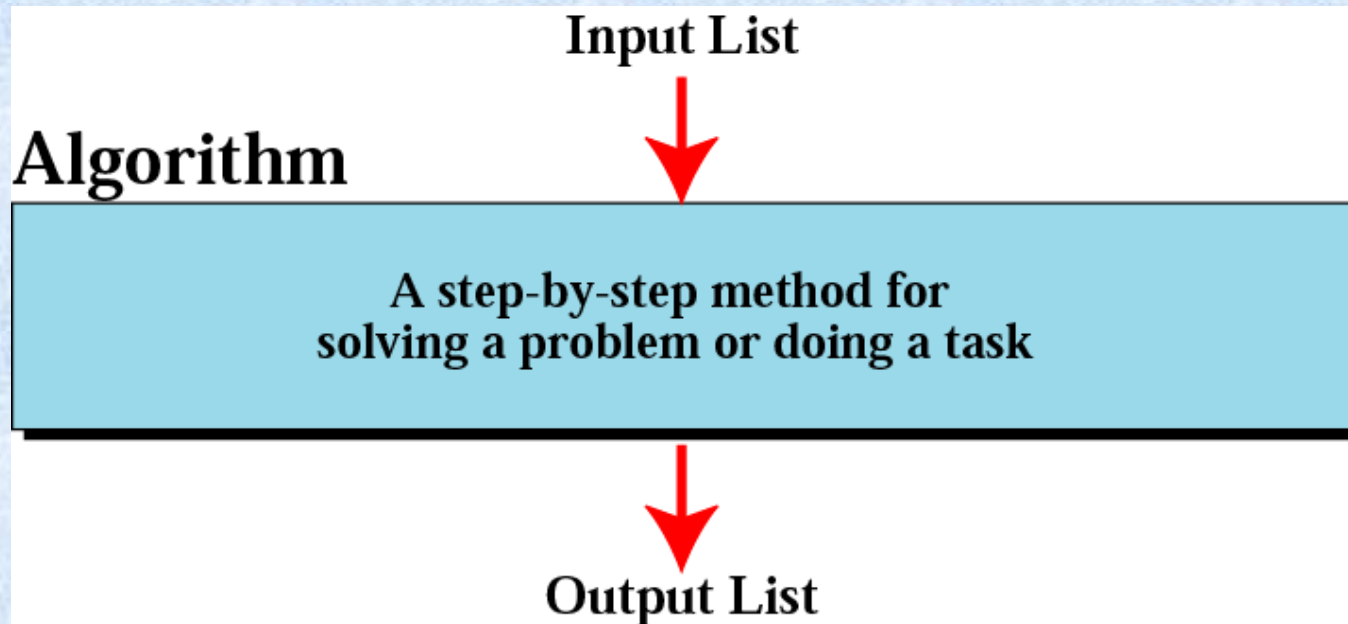 Input List
Algorithm
A step-by-step method for
solving a problem or doing a task
Output List